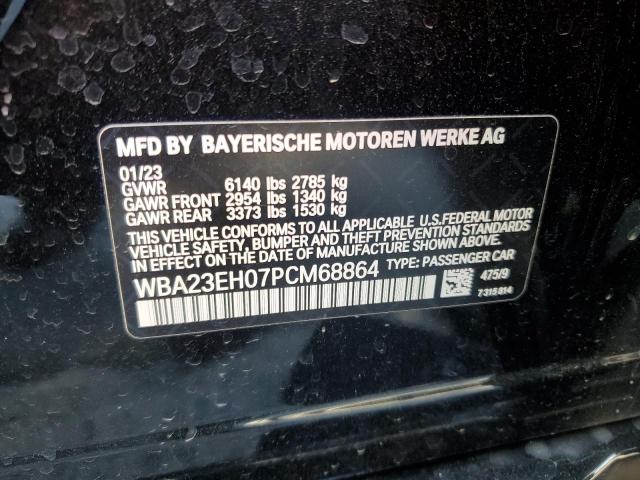 MFD BY BAYERISCHE MOTOREN WERKE AG
01/23
GVWR 6140 lbs 2785 kg
GAWR FRONT 2954 lbs 1340 kg
GAWR REAR 3373 lbs 1530 kg
THIS VEHICLE CONFORMS TO ALL APPLICABLE U.S.FEDERAL MOTOR
VEHICLE SAFETY, BUMPER AND THEFT PREVENTION STANDARDS
IN EFFECT ON THE DATE OF MANUFACTURE SHOWN ABOVE.
WBA23EH07PCM68864 TYPE: PASSENGER CAR
475/9
7315814